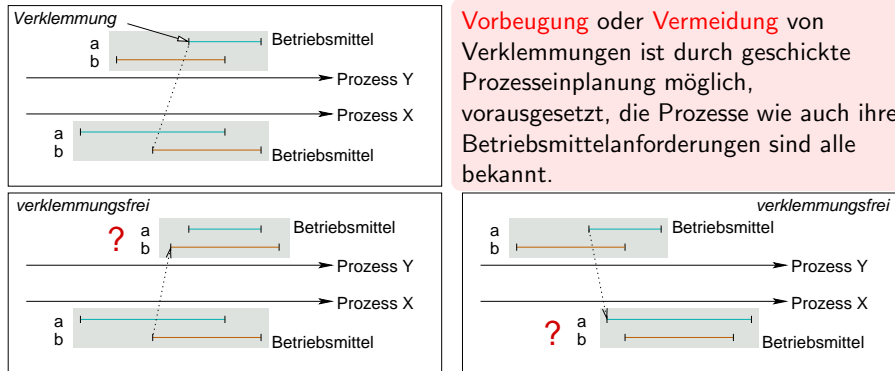 Verklemmung
a
Betriebsmittel
b
Prozess Y
Prozess X
a
b
Betriebsmittel
Vorbeugung oder Vermeidung von
Verklemmungen ist durch geschickte
Prozesseinplanung möglich,
vorausgesetzt, die Prozesse wie auch ihre
Betriebsmittelanforderungen sind alle
bekannt.
verklemmungsfrei
? a
Betriebsmittel
b
Prozess Y
Prozess X
a
b
Betriebsmittel
verklemmungsfrei
a
Betriebsmittel
b
Prozess Y
Prozess X
? a
b
Betriebsmittel